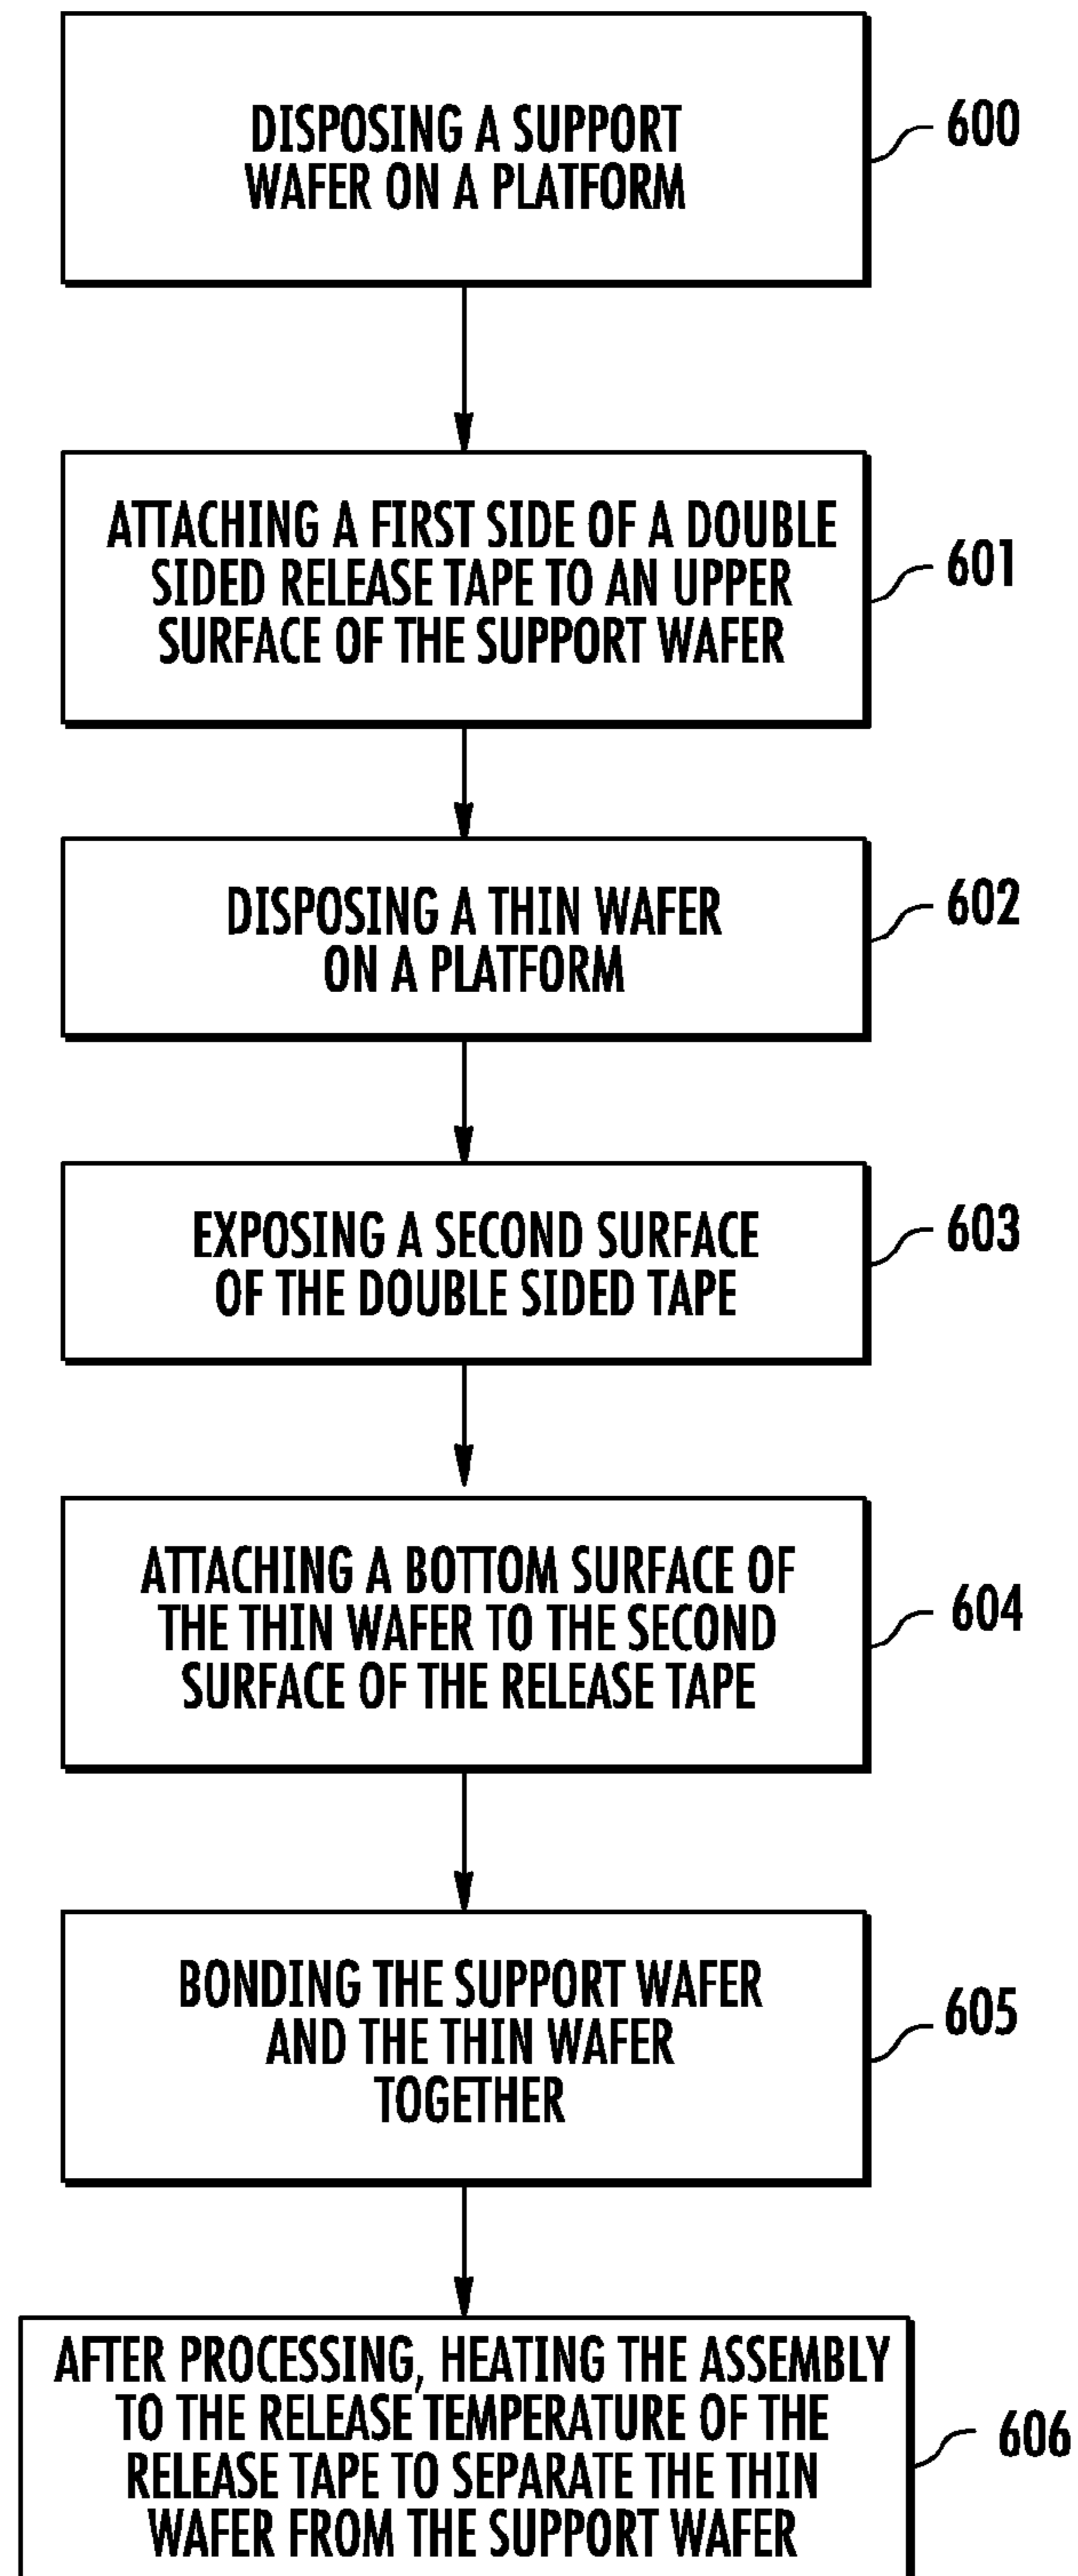 DISPOSING A SUPPORT
WAFER ON A PLATFORM
600
ATTACHING A FIRST SIDE OF A DOUBLE
SIDED RELEASE TAPE TO AN UPPER
SURFACE OF THE SUPPORT WAFER
601
DISPOSING A THIN WAFER
ON A PLATFORM
602
EXPOSING A SECOND SURFACE
OF THE DOUBLE SIDED TAPE
603
ATTACHING A BOTTOM SURFACE OF
THE THIN WAFER TO THE SECOND
SURFACE OF THE RELEASE TAPE
604
BONDING THE SUPPORT WAFER
AND THE THIN WAFER
TOGETHER
605
AFTER PROCESSING, HEATING THE ASSEMBLY
TO THE RELEASE TEMPERATURE OF THE
RELEASE TAPE TO SEPARATE THE THIN
WAFER FROM THE SUPPORT WAFER
606